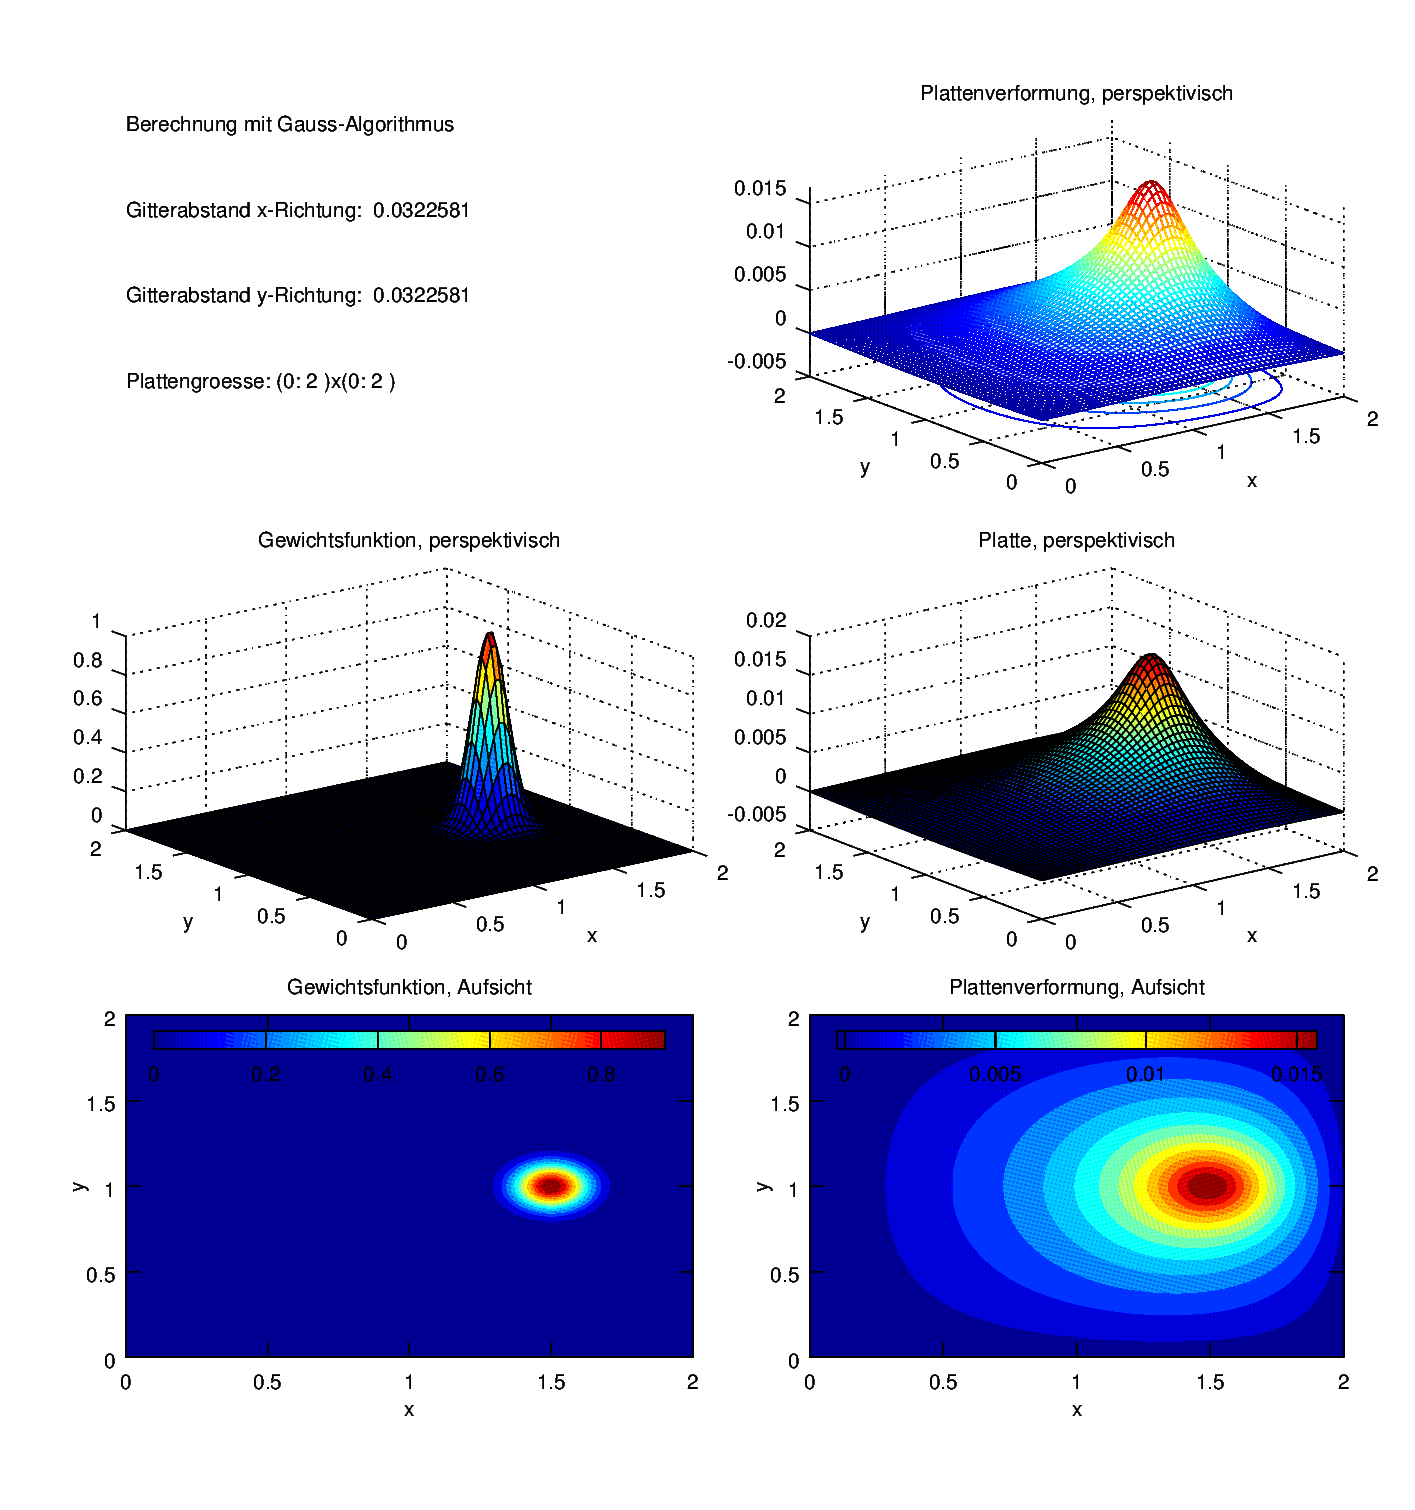 Berechnung mit Gauss-Algorithmus
Gitterabstand x-Richtung: 0.0322581
Gitterabstand y-Richtung: 0.0322581
Plattengroesse: (0: 2 )x(0: 2 )
Plattenverformung, perspektivisch
0.015
0.01
0.005
0
-0.005
2
1.5
1
0.5
0
y
0
0.5
1
1.5
2
x
Gewichtsfunktion, perspektivisch
1
0.8
0.6
0.4
0.2
0
2
1.5
1
0.5
0
y
0
0.5
1
1.5
2
x
Platte, perspektivisch
0.02
0.015
0.01
0.005
0
-0.005
2
1.5
1
0.5
0
y
0
0.5
1
1.5
2
x
Gewichtsfunktion, Aufsicht
0 0.2 0.4 0.6 0.8
2
1.5
1
0.5
0
y
0 0.5 1 1.5 2
x
Plattenverformung, Aufsicht
0 0.005 0.01 0.015
2
1.5
1
0.5
0
y
0 0.5 1 1.5 2
x